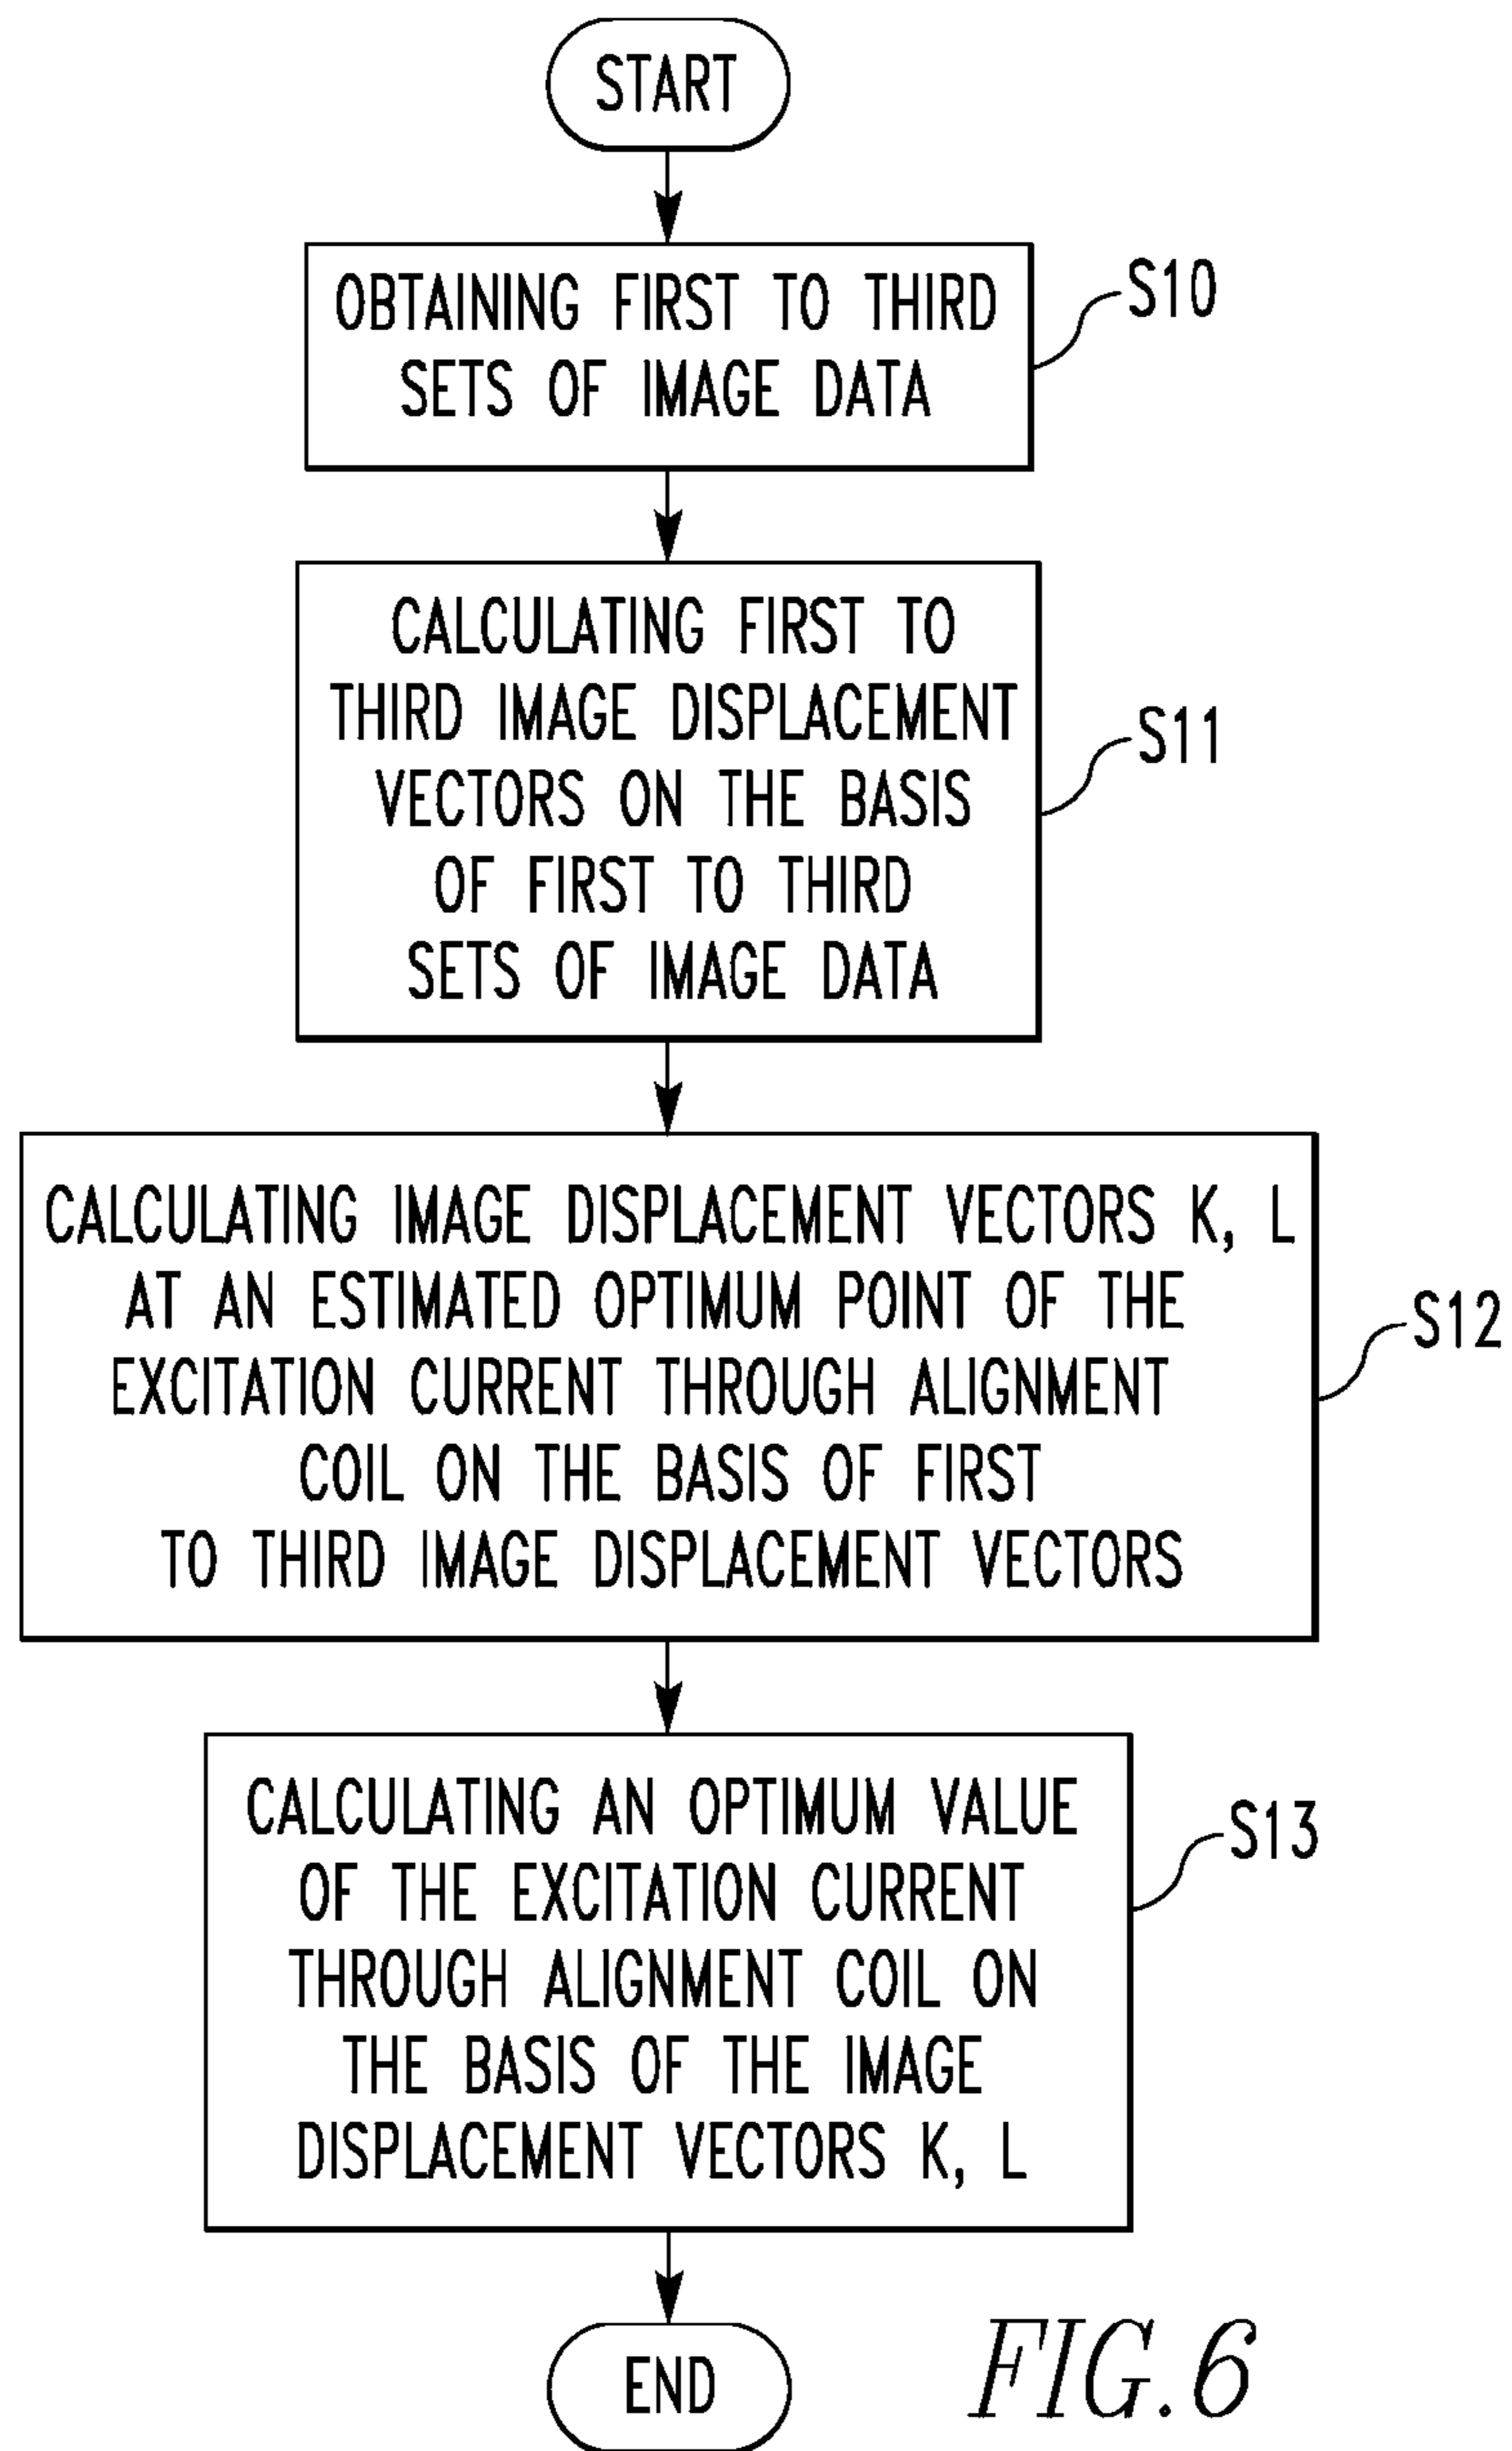 START
OBTAINING FIRST TO THIRD
SETS OF IMAGE DATA
S10
CALCULATING FIRST TO
THIRD IMAGE DISPLACEMENT
VECTORS ON THE BASIS
OF FIRST TO THIRD
SETS OF IMAGE DATA
S11
CALCULATING IMAGE DISPLACEMENT VECTORS K, L
AT AN ESTIMATED OPTIMUM POINT OF THE
EXCITATION CURRENT THROUGH ALIGNMENT
COIL ON THE BASIS OF FIRST
TO THIRD IMAGE DISPLACEMENT VECTORS
S12
CALCULATING AN OPTIMUM VALUE
OF THE EXCITATION CURRENT
THROUGH ALIGNMENT COIL ON
THE BASIS OF THE IMAGE
DISPLACEMENT VECTORS K, L
S13
END
FIG.6